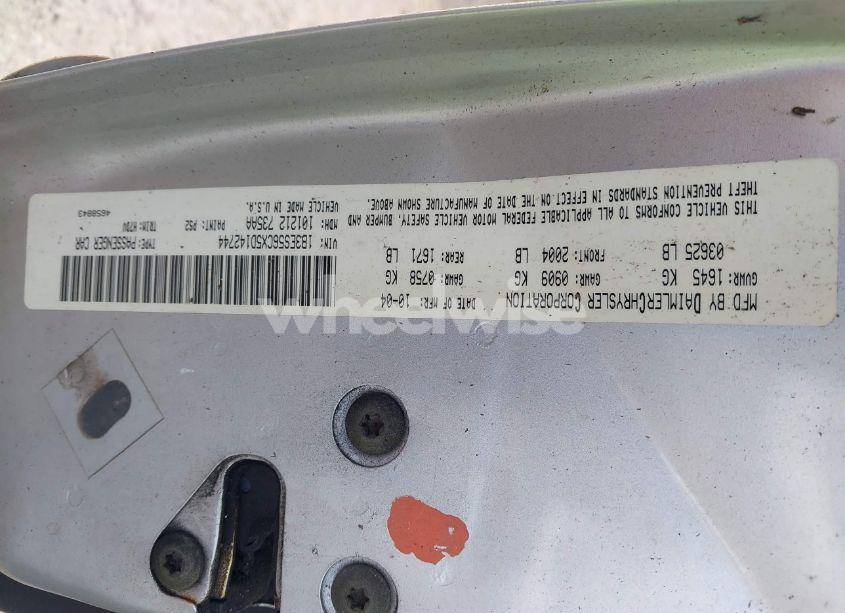 MFD BY DAIMLERCHRYSLER CORPORATION
DATE OF MFR: 10-04
GVWR: 1645 KG
GAWR: 0909 KG
GAWR: 0758 KG
03625 LB
FRONT: 2004 LB
REAR: 1671 LB
THIS VEHICLE CONFORMS TO ALL APPLICABLE FEDERAL MOTOR VEHICLE SAFETY, BUMPER AND
THEFT PREVENTION STANDARDS IN EFFECT ON THE DATE OF MANUFACTURE SHOWN ABOVE.
VIN: 1B3ES56CX5D142744
TYPE: PASSENGER CAR
MDH: 101212 735AA
PAINT: PS2
TRIM: H7DV
VEHICLE MADE IN U.S.A.
4658843
wheelwise